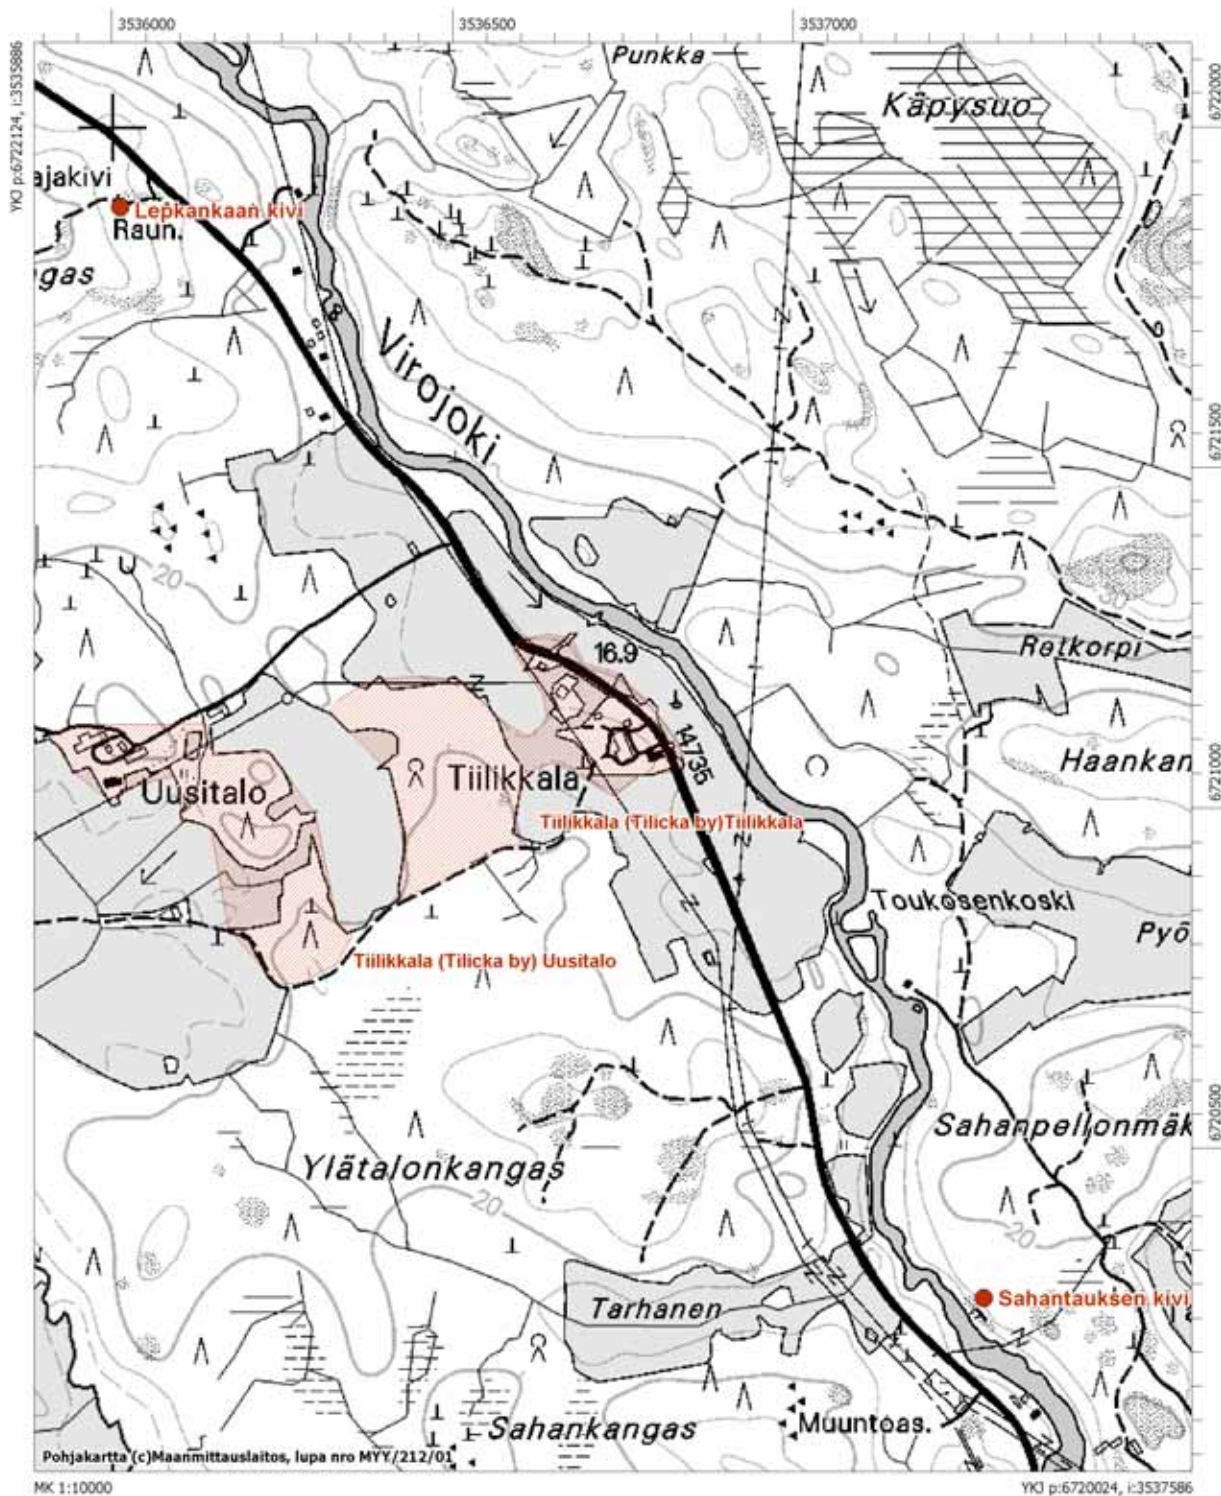 3536000
3536500
3537000
YKJ p:6722124, i:3535886
6722000
Punkka
Käpysuo
ajakivi
Lepkankaan kivi
Raun.
gas
Virojoki
6721500
20
16.9
Retkorpi
14735
Uusitalo
Tiilikkala
Haankan
6721000
Tiilikkala (Tilicka by)Tiilikkala
Toukosenkoski
Pyö
Tiilikkala (Tilicka by) Uusitalo
6720500
Sahanpellonmäk
Ylätalonkangas
20
20
Sahantauksen kivi
Tarhanen
Sahankangas
Muuntoas.
Pohjakartta (c)Maanmittauslaitos, lupa nro MYY/212/01
MK 1:10000
YKJ p:6720024, i:3537586